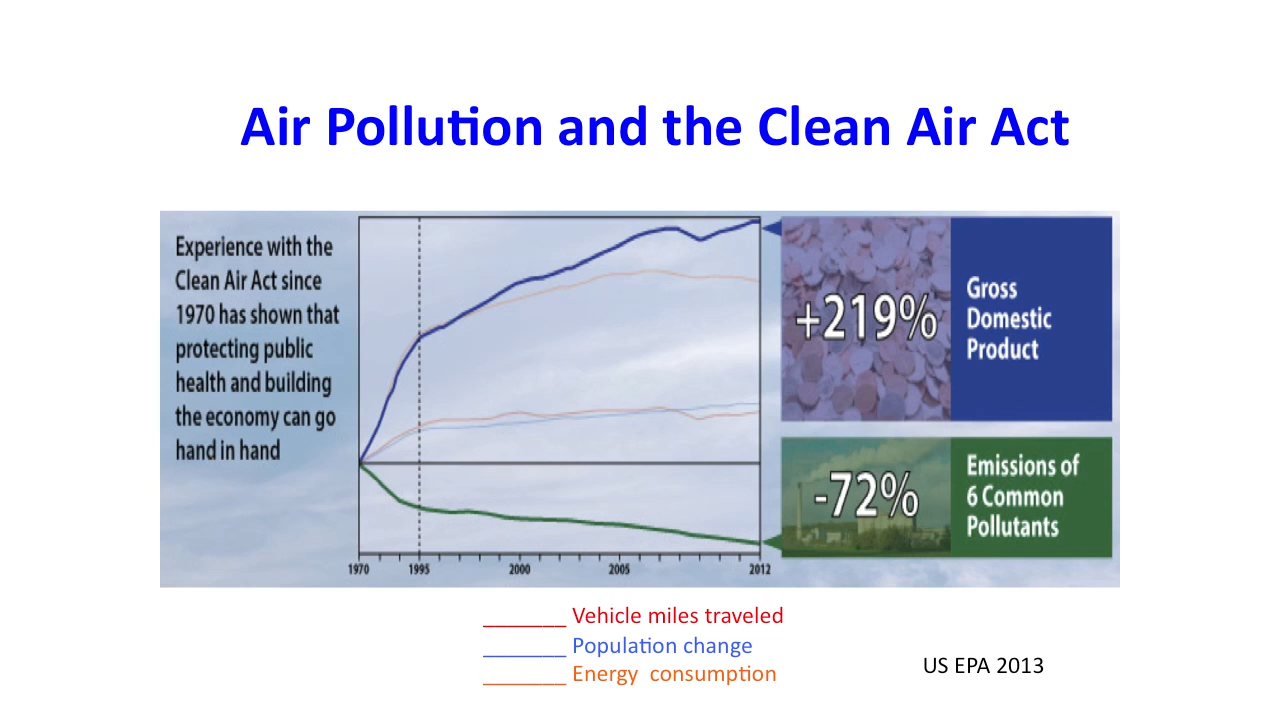 Air Pollution and the Clean Air Act
Experience with the
Clean Air Act since
1970 has shown that
protecting public
health and building
the economy can go
hand in hand
+219%
Gross
Domestic
Product
-72%
Emissions of
6 Common
Pollutants
1970 1995 2000 2005 2012
_______ Vehicle miles traveled
_______ Population change
_______ Energy consumption
US EPA 2013